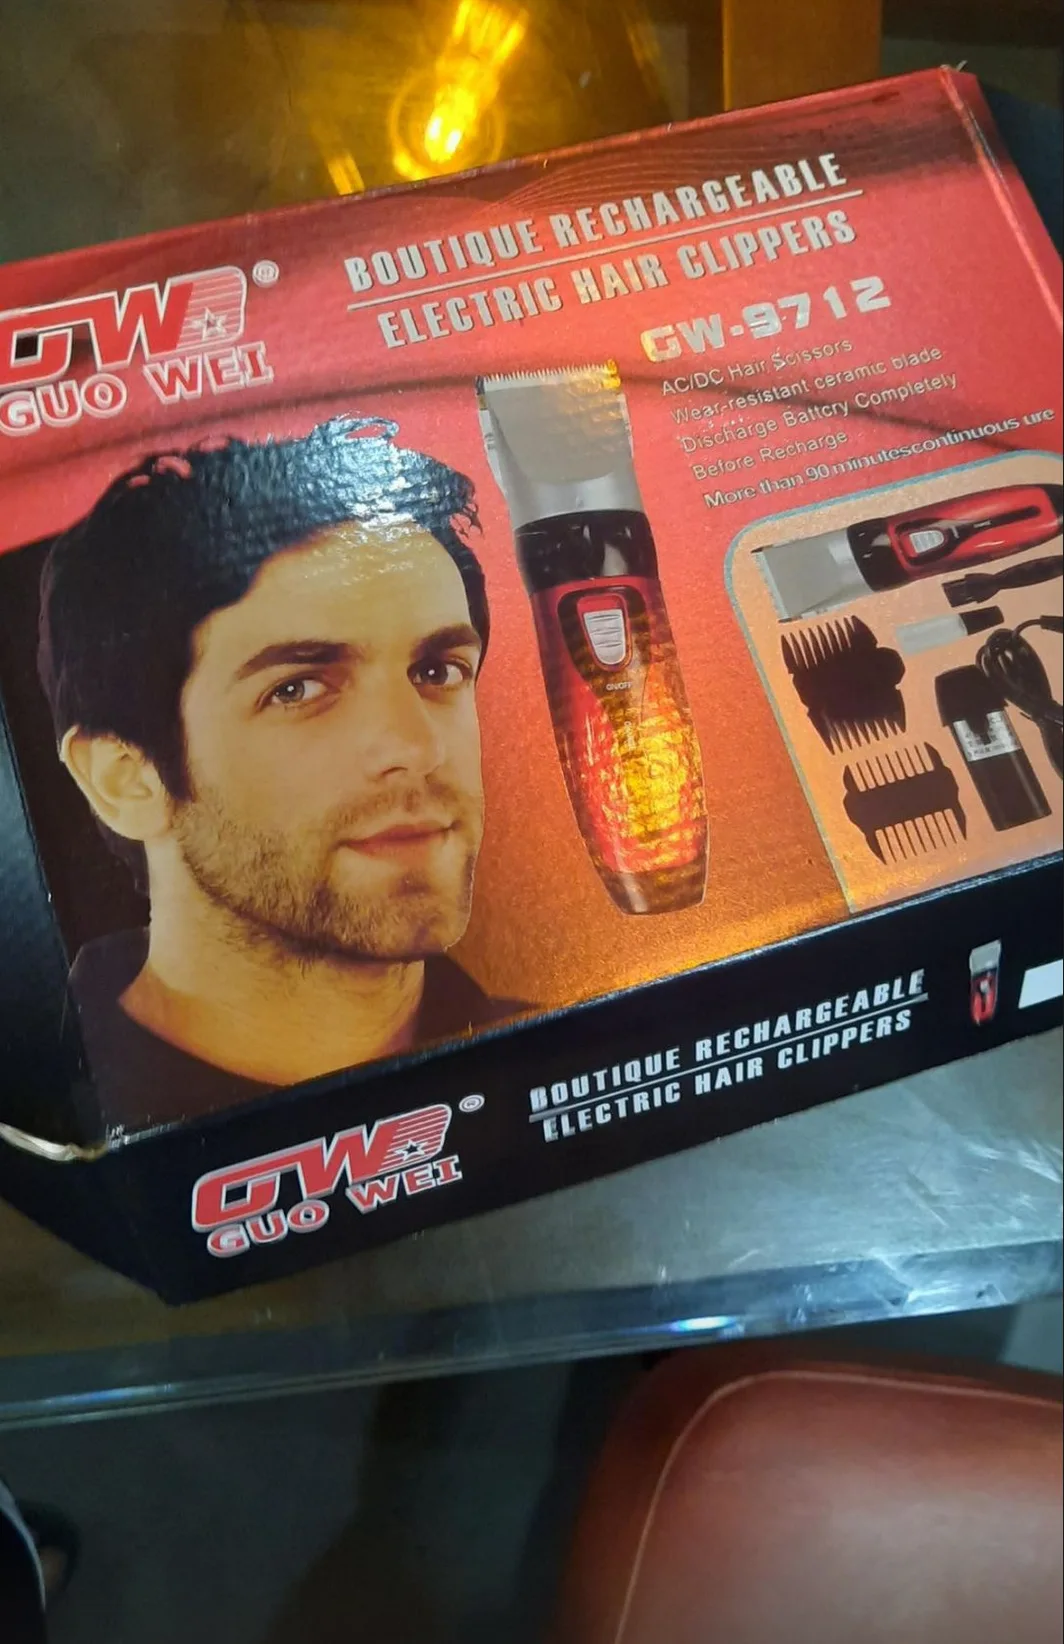 GW ®
GUO WEI
BOUTIQUE RECHARGEABLE
ELECTRIC HAIR CLIPPERS
GW-9712
AC/DC Hair Scissors
Wear-resistant ceramic blade
Discharge Battcry Completely
Before Recharge
More than 90 minutescontinuous ure
ON/OFF
GW ®
GUO WEI
BOUTIQUE RECHARGEABLE
ELECTRIC HAIR CLIPPERS